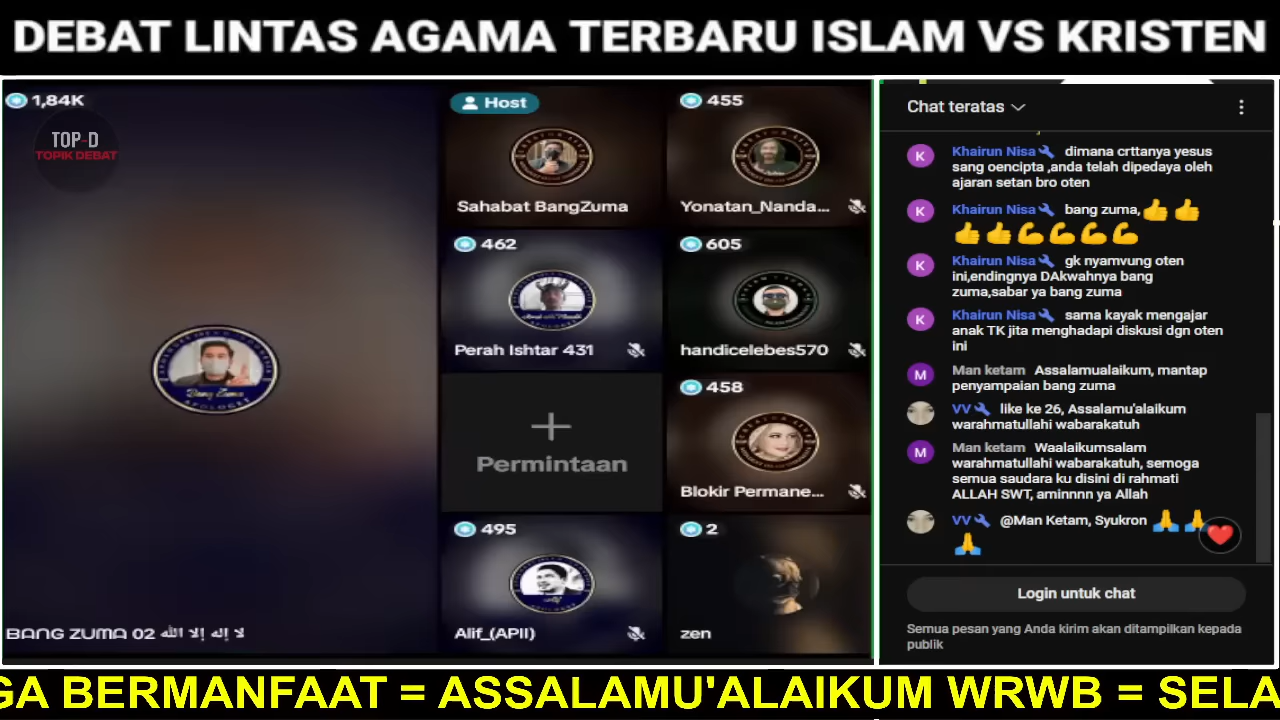 DEBAT LINTAS AGAMA TERBARU ISLAM VS KRISTEN
1,84K
TOP-D
TOPIK DEBAT
Bang Zuma
APOLOGET
BANG ZUMA 02 لا إله إلا الله
Host
Sahabat BangZuma
455
Yonatan_Nanda...
462
Perah Ishtar 431
605
handicelebes570
Permintaan
458
Blokir Permane...
495
Alif_(APII)
2
zen
Chat teratas
K
Khairun Nisa dimana crttanya yesus
sang oencipta ,anda telah dipedaya oleh
ajaran setan bro oten
K
Khairun Nisa bang zuma,👍👍
👍👍💪💪💪💪
K
Khairun Nisa gk nyamvung oten
ini,endingnya DAkwahnya bang
zuma,sabar ya bang zuma
K
Khairun Nisa sama kayak mengajar
anak TK jita menghadapi diskusi dgn oten
ini
M
Man ketam Assalamualaikum, mantap
penyampaian bang zuma
VV like ke 26, Assalamu'alaikum
warahmatullahi wabarakatuh
M
Man ketam Waalaikumsalam
warahmatullahi wabarakatuh, semoga
semua saudara ku disini di rahmati
ALLAH SWT, aminnnn ya Allah
VV @Man Ketam, Syukron 🙏🙏
🙏
Login untuk chat
Semua pesan yang Anda kirim akan ditampilkan kepada
publik
GA BERMANFAAT = ASSALAMU'ALAIKUM WRWB = SELA